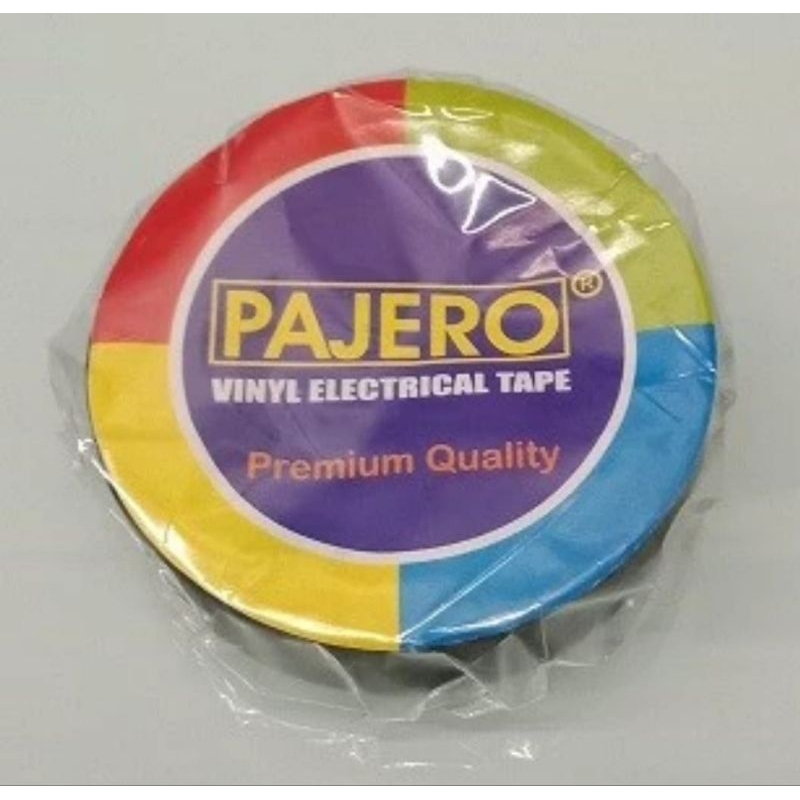 PAJERO®
VINYL ELECTRICAL TAPE
Premium Quality